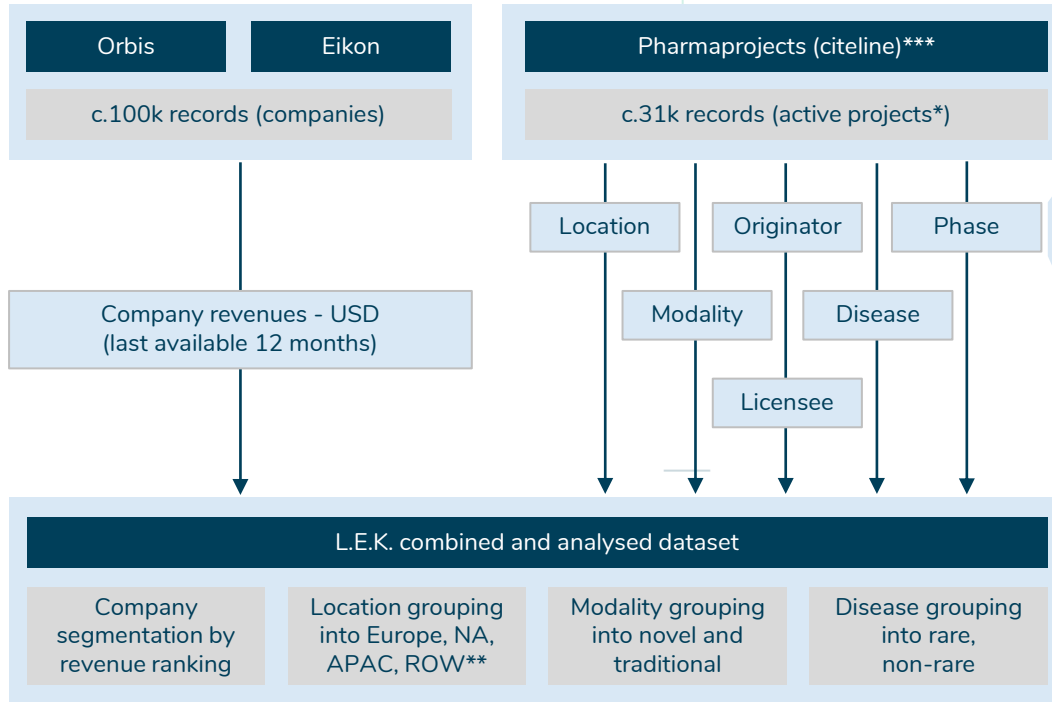 Orbis
Eikon
c.100k records (companies)
Pharmaprojects (citeline)***
c.31k records (active projects*)
Location
Originator
Phase
Modality
Disease
Licensee
Company revenues - USD
(last available 12 months)
L.E.K. combined and analysed dataset
Company
segmentation by
revenue ranking
Location grouping
into Europe, NA,
APAC, ROW**
Modality grouping
into novel and
traditional
Disease grouping
into rare,
non-rare